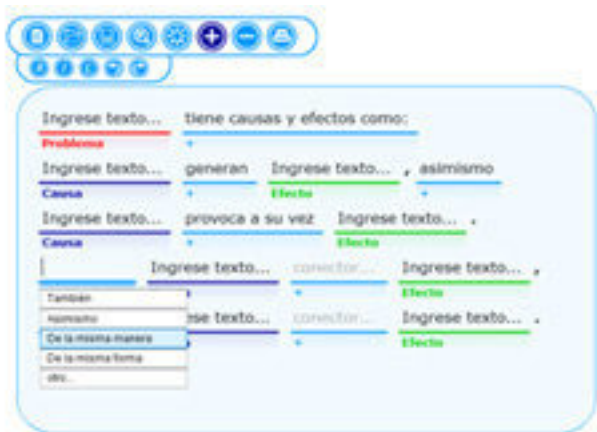 Ingrese texto... tiene causas y efectos como:
Problema +
Ingrese texto... generan Ingrese texto... , asimismo
Causa + Efecto +
Ingrese texto... provoca a su vez Ingrese texto... .
Causa + Efecto
Ingrese texto... conector... Ingrese texto... ,
También + Efecto
Asimismo
ese texto... conector... Ingrese texto... .
De la misma manera + Efecto
De la misma forma
otro...